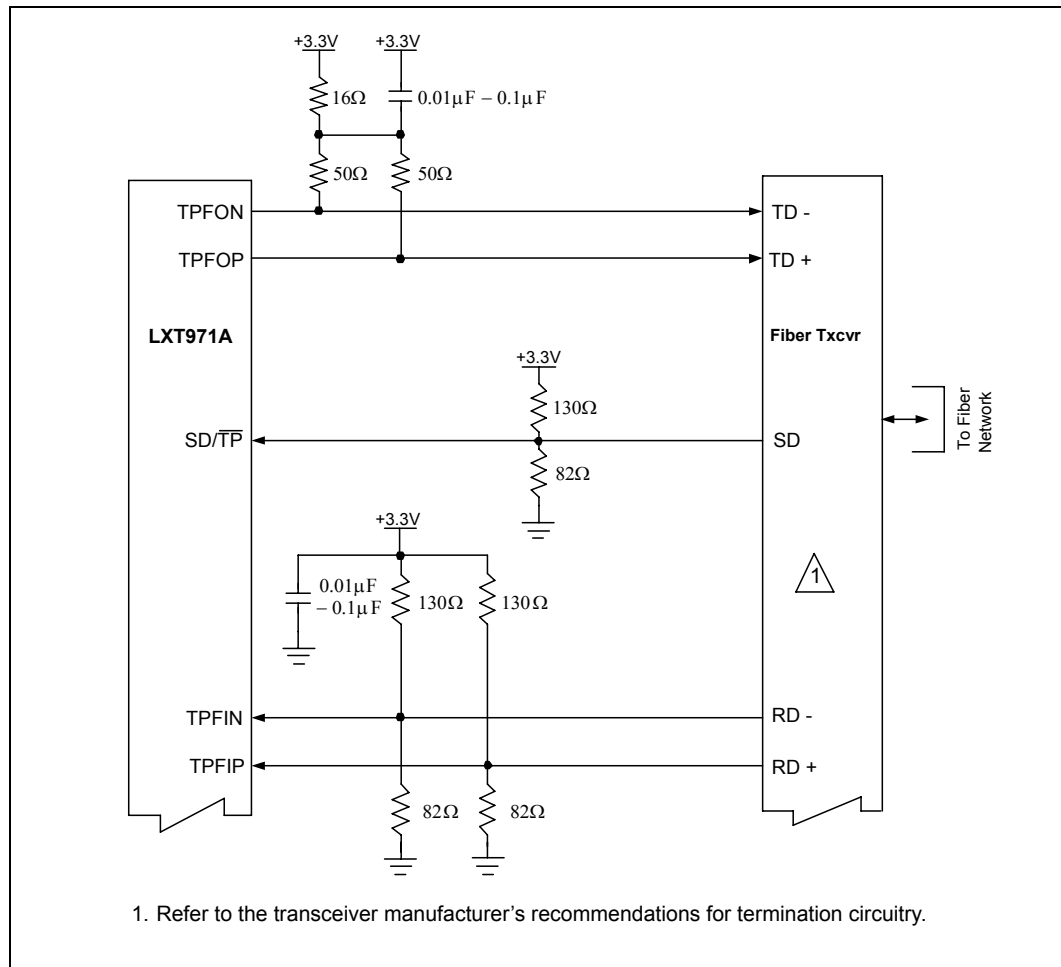 +3.3V
+3.3V
16Ω
0.01μF – 0.1μF
50Ω
50Ω
TPFON
TD -
TPFOP
TD +
LXT971A
Fiber Txcvr
+3.3V
130Ω
SD/T̅P̅
SD
82Ω
To Fiber
Network
+3.3V
0.01μF
– 0.1μF
130Ω
130Ω
1
TPFIN
RD -
TPFIP
RD +
82Ω
82Ω
1. Refer to the transceiver manufacturer’s recommendations for termination circuitry.